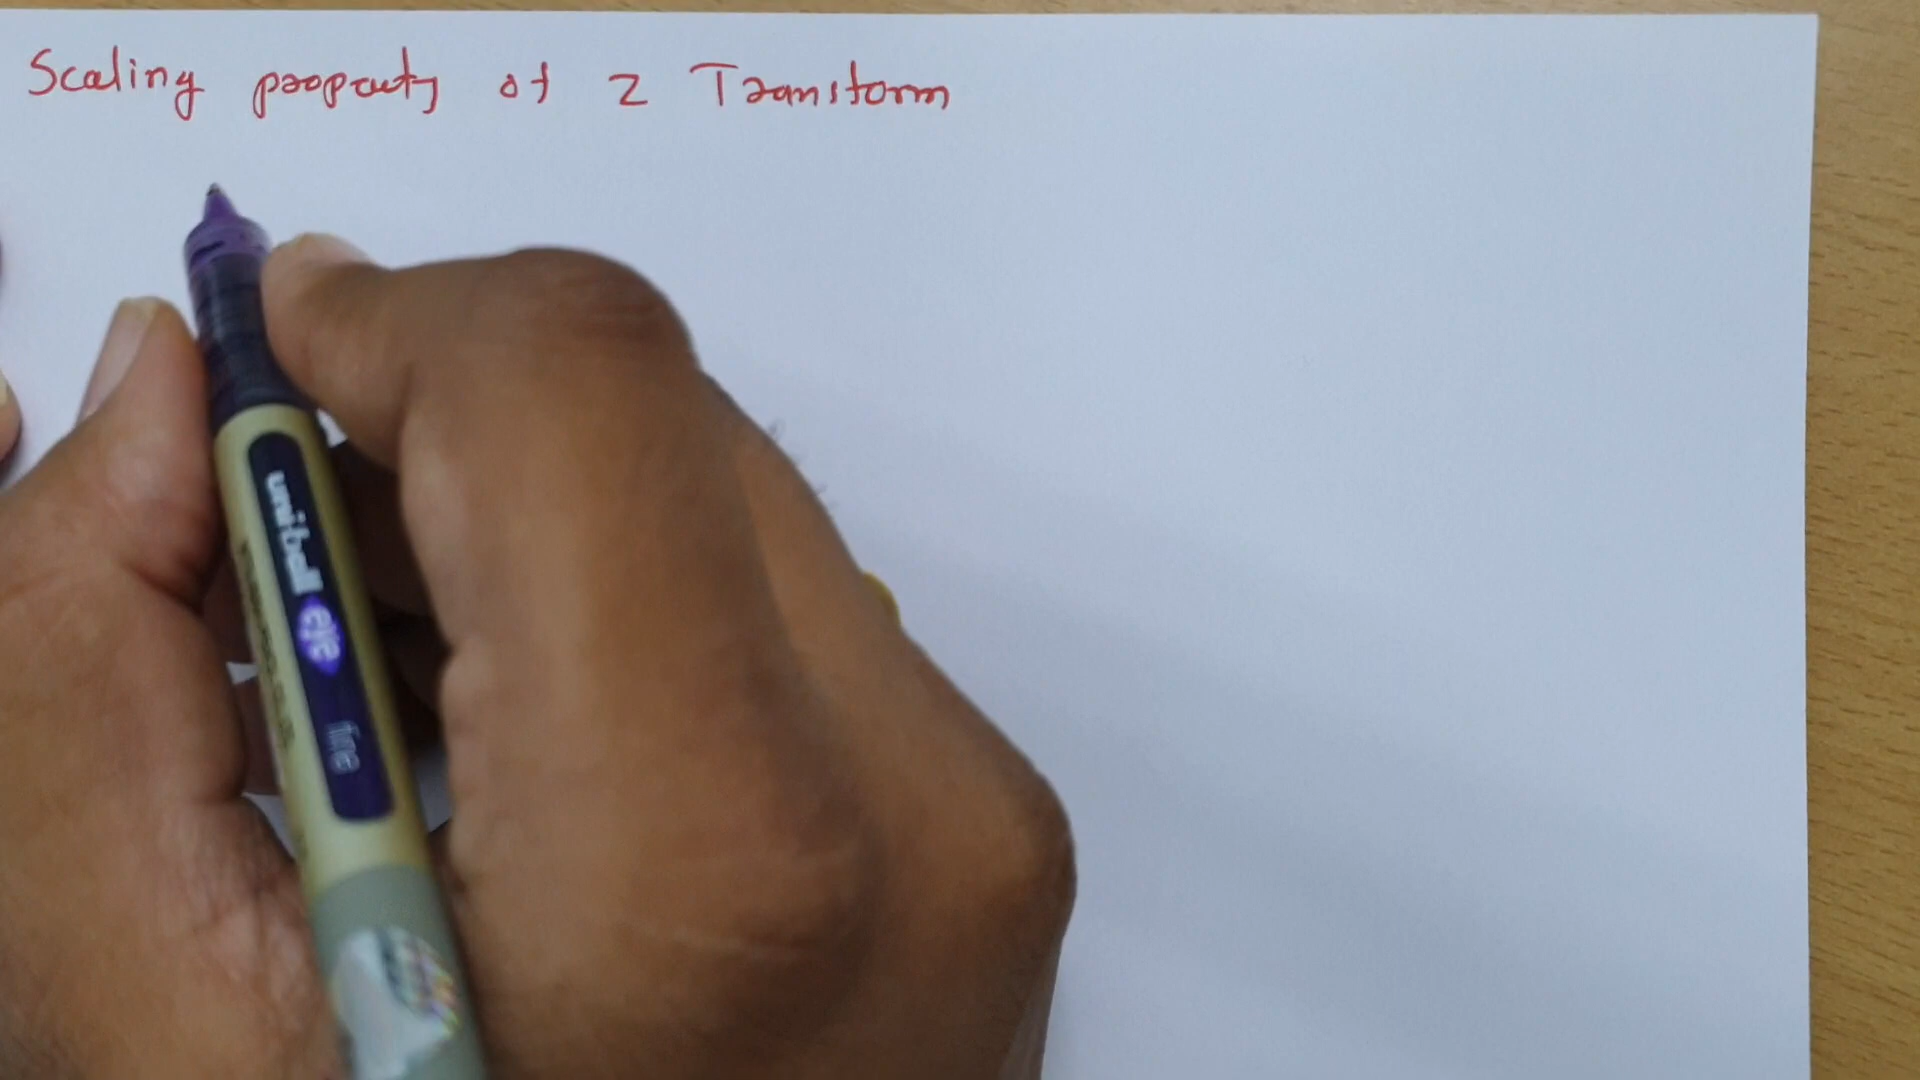 Scaling property of Z Transform
uniball
eye
fine